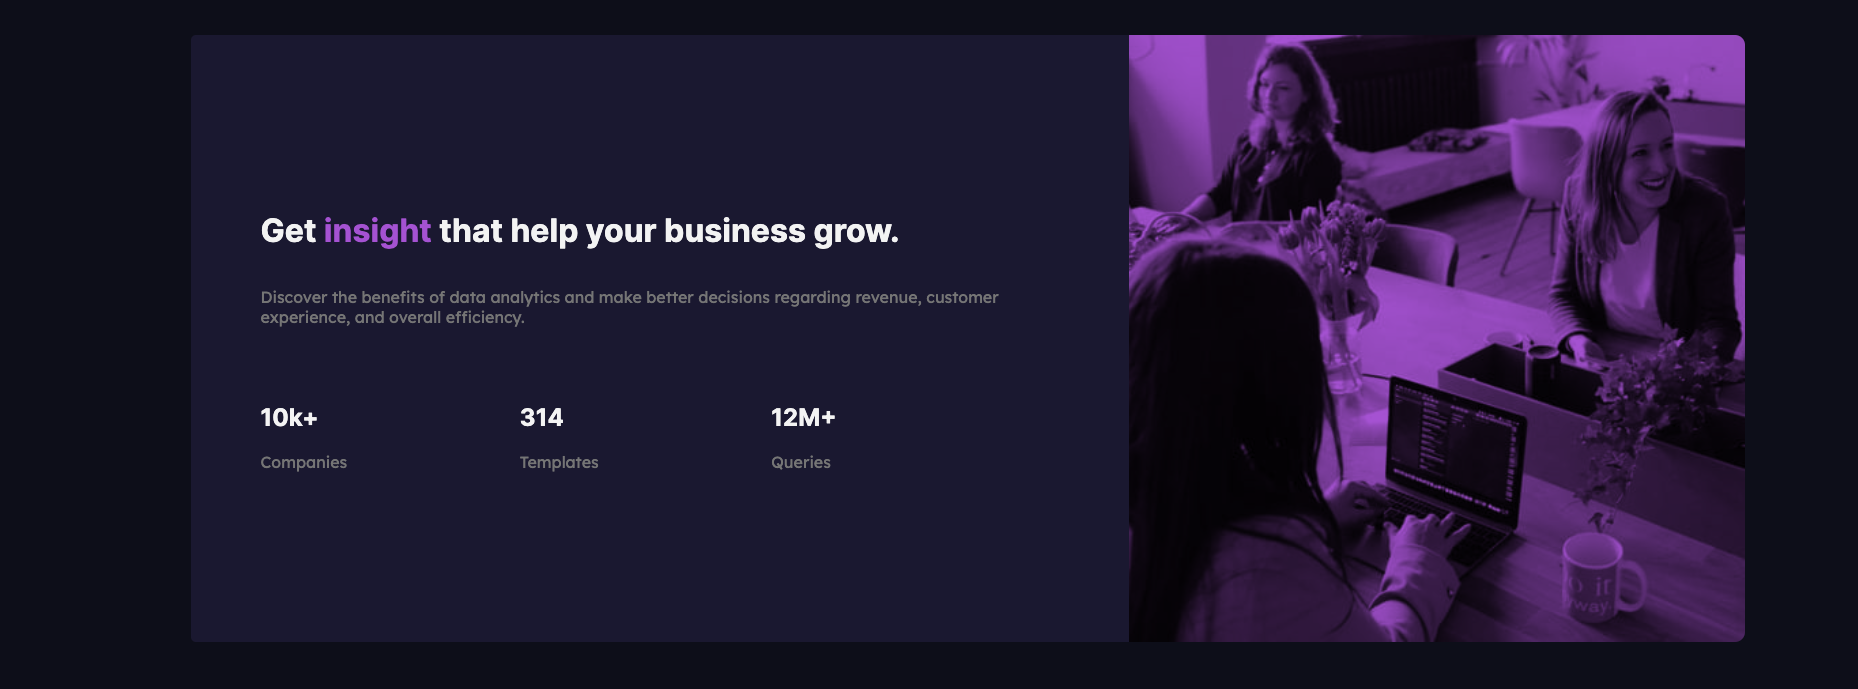 Get insight that help your business grow.
Discover the benefits of data analytics and make better decisions regarding revenue, customer
experience, and overall efficiency.
10k+
314
12M+
Companies
Templates
Queries